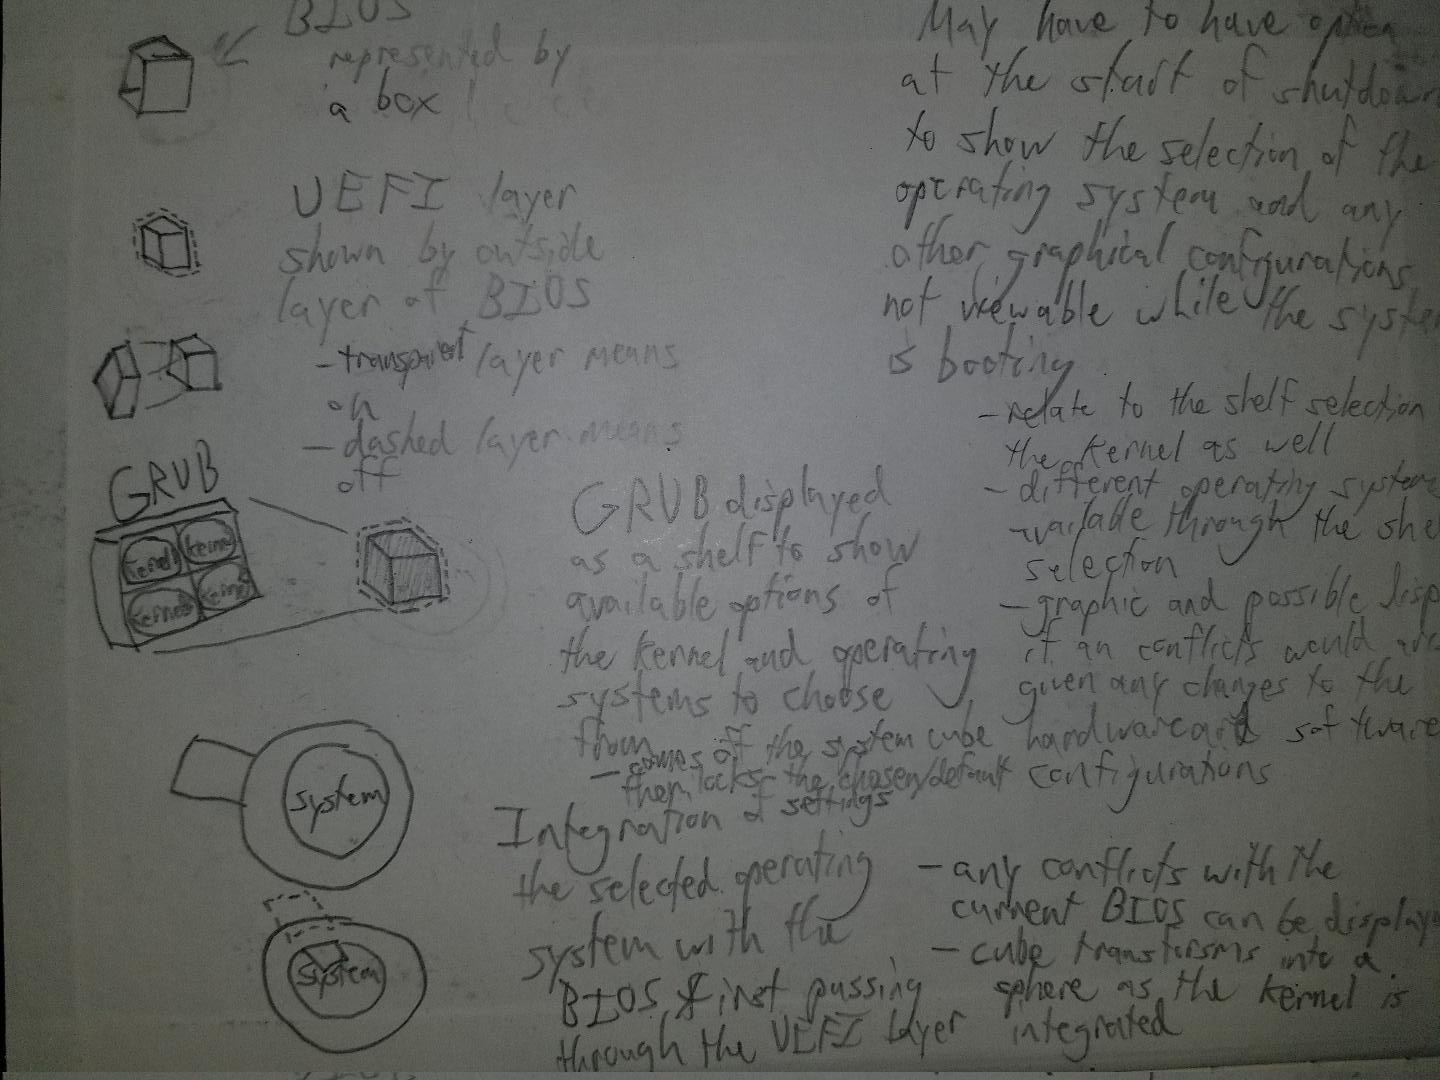 BIOS
represented by
a box
UEFI layer
shown by outside
layer of BIOS
- transparent layer means
on
- dashed layer means
off
GRUB
kernel kernel
kernel kernel
GRUB displayed
as a shelf to show
available options of
the kernel and operating
systems to choose
from
- comes off the system cube
then locks the chosen/default
settings
system
system
Integration of
the selected operating
system with the
BIOS first passing
through the UEFI layer
May have to have option
at the start of shutdown
to show the selection of the
operating system and any
other graphical configurations
not viewable while the system
is booting
- relate to the shelf selection
the kernel as well
- different operating system
available through the shel
selection
- graphic and possible disp
if an conflicts would
given any changes to the
hardware and software
configurations
- any conflicts with the
current BIOS can be display
- cube transforms into a
sphere as the kernel is
integrated